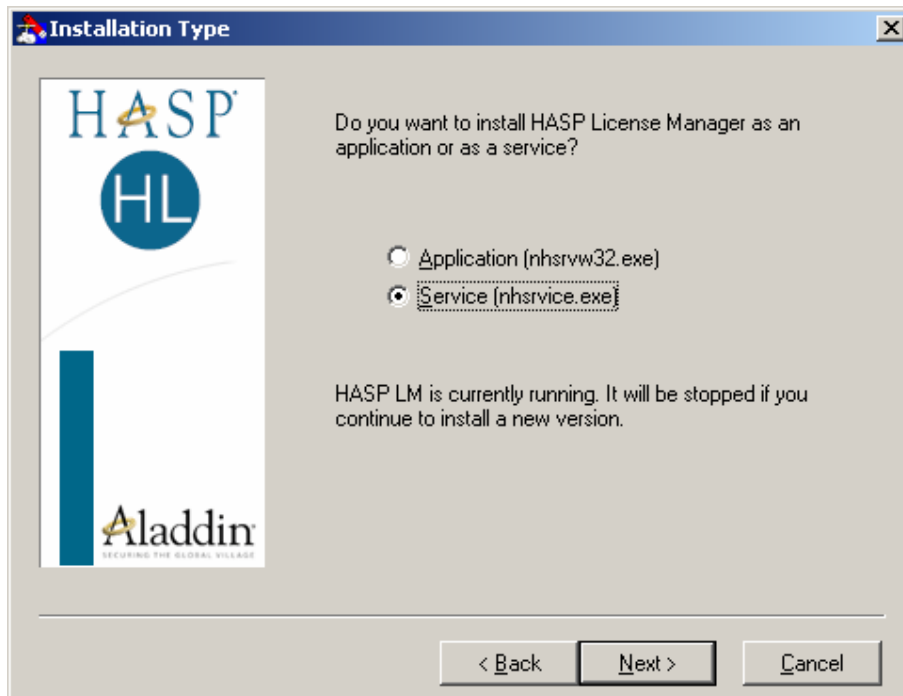 Installation Type
HASP
HL
Do you want to install HASP License Manager as an
application or as a service?
Application (nhsrvw32.exe)
Service (nhsrvice.exe)
HASP LM is currently running. It will be stopped if you
continue to install a new version.
Aladdin
SECURING THE GLOBAL VILLAGE
< Back
Next >
Cancel